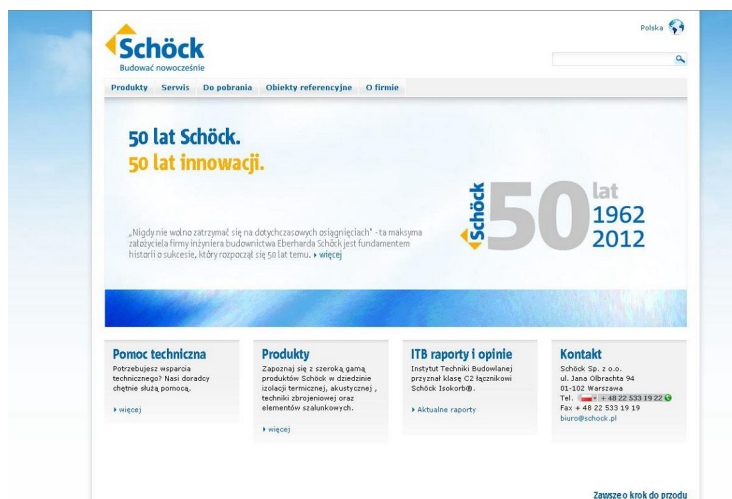 Polska
Schöck
Budować nowocześnie
Produkty Serwis Do pobrania Obiekty referencyjne O firmie
50 lat Schöck.
50 lat innowacji.
„Nigdy nie wolno zatrzymać się na dotychczasowych osiągnięciach" - ta maksyma
założyciela firmy inżyniera budownictwa Eberharda Schöck jest fundamentem
historii o sukcesie, który rozpoczął się 50 lat temu. więcej
Schöck 50 lat
1962
2012
Pomoc techniczna
Potrzebujesz wsparcia
technicznego? Nasi doradcy
chętnie służą pomocą.
więcej
Produkty
Zapoznaj się z szeroką gamą
produktów Schöck w dziedzinie
izolacji termicznej, akustycznej ,
techniki zbrojeniowej oraz
elementów szalunkowych.
więcej
ITB raporty i opinie
Instytut Techniki Budowlanej
przyznał klasę C2 łącznikowi
Schöck Isokorb®.
Aktualne raporty
Kontakt
Schöck Sp. z o.o.
ul. Jana Olbrachta 94
01-102 Warszawa
Tel. + 48 22 533 19 22
Fax + 48 22 533 19 19
biuro@schock.pl
Zawsze o krok do przodu